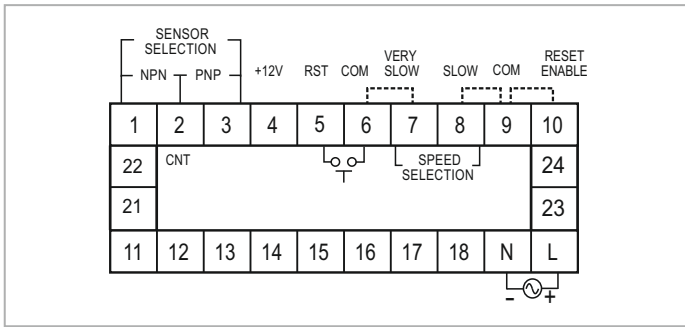 SENSOR
SELECTION
NPN PNP +12V RST COM VERY SLOW SLOW COM RESET ENABLE
1 2 3 4 5 6 7 8 9 10
22 CNT SPEED SELECTION 24
21 23
11 12 13 14 15 16 17 18 N L
- +